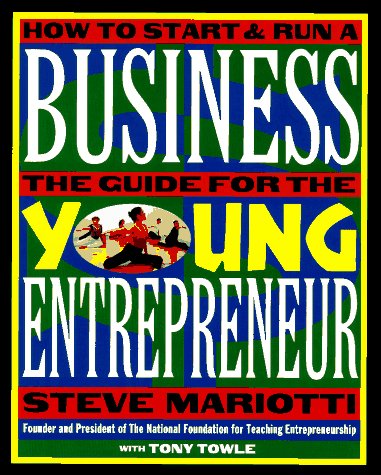 HOW TO START & RUN A
BUSINESS
THE GUIDE FOR THE
YOUNG
ENTREPRENEUR
STEVE MARIOTTI
Founder and President of The National Foundation for Teaching Entrepreneurship
WITH TONY TOWLE